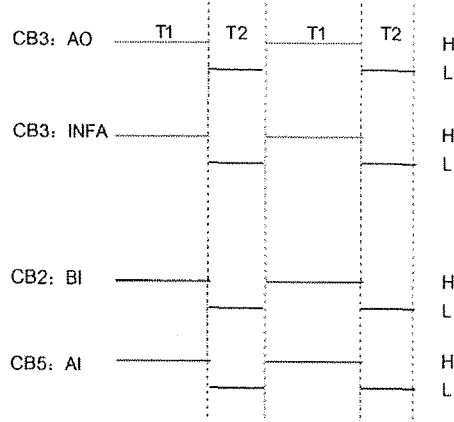 T1 T2 T1 T2
CB3: AO H
L
CB3: INFA H
L
CB2: BI H
L
CB5: AI H
L